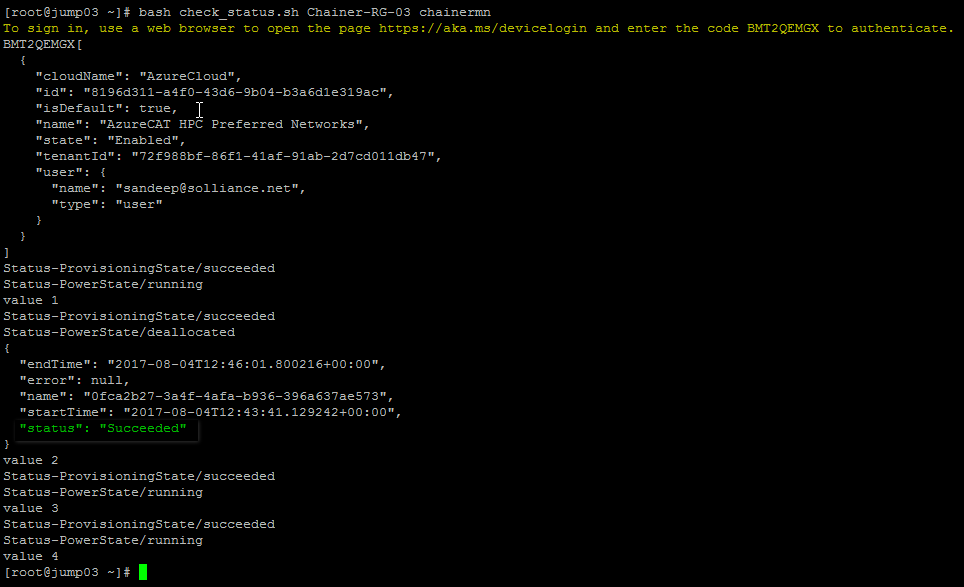 [root@jump03 ~]# bash check_status.sh Chainer-RG-03 chainermn
To sign in, use a web browser to open the page https://aka.ms/devicelogin and enter the code BMT2QEMGX to authenticate.
BMT2QEMGX[
  {
    "cloudName": "AzureCloud",
    "id": "8196d311-a4f0-43d6-9b04-b3a6d1e319ac",
    "isDefault": true,
    "name": "AzureCAT HPC Preferred Networks",
    "state": "Enabled",
    "tenantId": "72f988bf-86f1-41af-91ab-2d7cd011db47",
    "user": {
      "name": "sandeep@solliance.net",
      "type": "user"
    }
  }
]
Status-ProvisioningState/succeeded
Status-PowerState/running
value 1
Status-ProvisioningState/succeeded
Status-PowerState/deallocated
{
  "endTime": "2017-08-04T12:46:01.800216+00:00",
  "error": null,
  "name": "0fca2b27-3a4f-4afa-b936-396a637ae573",
  "startTime": "2017-08-04T12:43:41.129242+00:00",
  "status": "Succeeded"
}
value 2
Status-ProvisioningState/succeeded
Status-PowerState/running
value 3
Status-ProvisioningState/succeeded
Status-PowerState/running
value 4
[root@jump03 ~]#